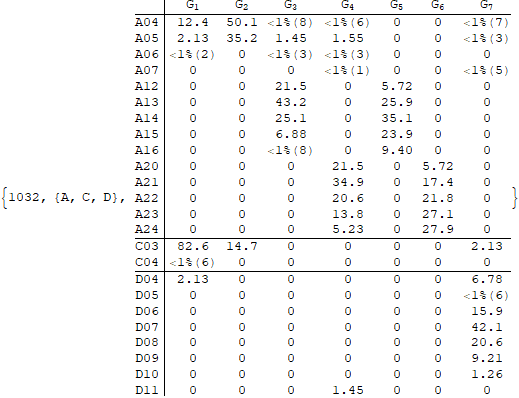 G₁ G₂ G₃ G₄ G₅ G₆ G₇
A04 12.4 50.1 <1%(8) <1%(6) 0 0 <1%(7)
A05 2.13 35.2 1.45 1.55 0 0 <1%(3)
A06 <1%(2) 0 <1%(3) <1%(3) 0 0 0
A07 0 0 0 <1%(1) 0 0 <1%(5)
A12 0 0 21.5 0 5.72 0 0
A13 0 0 43.2 0 25.9 0 0
A14 0 0 25.1 0 35.1 0 0
A15 0 0 6.88 0 23.9 0 0
A16 0 0 <1%(8) 0 9.40 0 0
A20 0 0 0 21.5 0 5.72 0
A21 0 0 0 34.9 0 17.4 0
{1032, {A, C, D}, A22 0 0 0 20.6 0 21.8 0 }
A23 0 0 0 13.8 0 27.1 0
A24 0 0 0 5.23 0 27.9 0
C03 82.6 14.7 0 0 0 0 2.13
C04 <1%(6) 0 0 0 0 0 0
D04 2.13 0 0 0 0 0 6.78
D05 0 0 0 0 0 0 <1%(6)
D06 0 0 0 0 0 0 15.9
D07 0 0 0 0 0 0 42.1
D08 0 0 0 0 0 0 20.6
D09 0 0 0 0 0 0 9.21
D10 0 0 0 0 0 0 1.26
D11 0 0 0 1.45 0 0 0